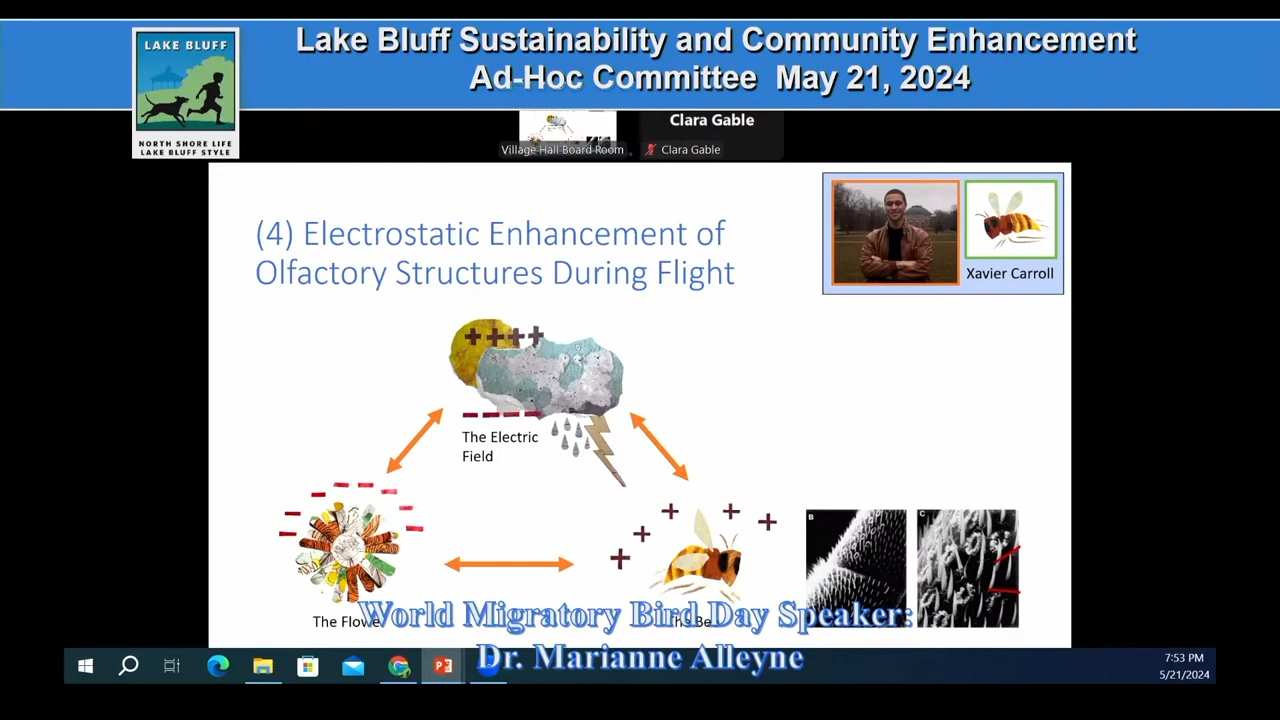 Lake Bluff Sustainability and Community Enhancement
Ad-Hoc Committee May 21, 2024
LAKE BLUFF
NORTH SHORE LIFE
LAKE BLUFF STYLE
Clara Gable
Village Hall Board Room
Clara Gable
(4) Electrostatic Enhancement of
Olfactory Structures During Flight
Xavier Carroll
The Electric
Field
B
C
The Flower
The Bee
World Migratory Bird Day Speaker:
Dr. Marianne Alleyne
7:53 PM
5/21/2024